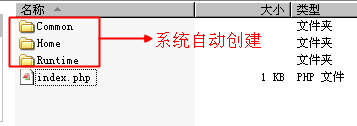 名称 大小 类型
Common 文件夹
Home 系统自动创建 文件夹
Runtime 文件夹
index.php 1 KB PHP 文件